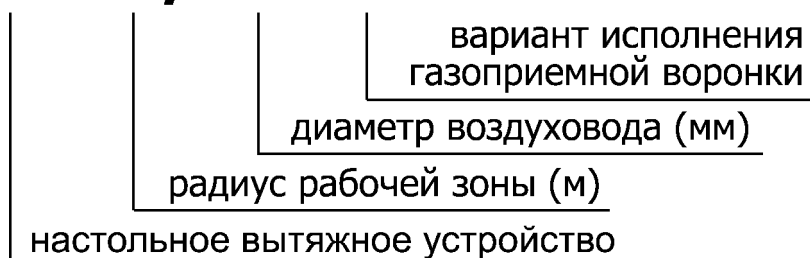 вариант исполнения
газоприемной воронки
диаметр воздуховода (мм)
радиус рабочей зоны (м)
настольное вытяжное устройство